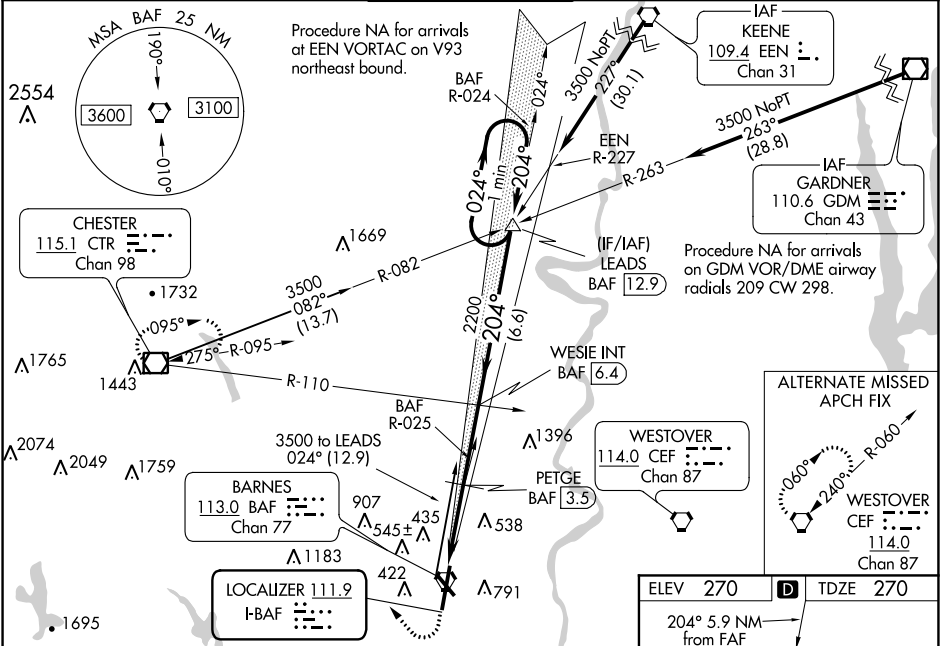 MSA BAF 25 NM
190°
3600
3100
010°
2554
Procedure NA for arrivals
at EEN VORTAC on V93
northeast bound.
IAF
KEENE
109.4 EEN
Chan 31
3500 NoPT
227°
(30.1)
BAF
R-024
024°
3500 NoPT
263°
(28.8)
EEN
R-227
R-263
IAF
GARDNER
110.6 GDM
Chan 43
024°
1 min
204°
CHESTER
115.1 CTR
Chan 98
1669
R-082
(IF/IAF)
LEADS
BAF 12.9
Procedure NA for arrivals
on GDM VOR/DME airway
radials 209 CW 298.
1732
3500
082°
(13.7)
2200
204°
(6.6)
095°
275°
R-095
1765
1443
R-110
WESIE INT
BAF 6.4
BAF
R-025
ALTERNATE MISSED
APCH FIX
R-060
060°
240°
WESTOVER
CEF
114.0
Chan 87
2074
2049
1759
3500 to LEADS
024° (12.9)
1396
WESTOVER
114.0 CEF
Chan 87
PETGE
BAF 3.5
BARNES
113.0 BAF
Chan 77
907
545±
435
538
1183
422
791
LOCALIZER 111.9
I-BAF
1695
ELEV 270
D
TDZE 270
204° 5.9 NM
from FAF